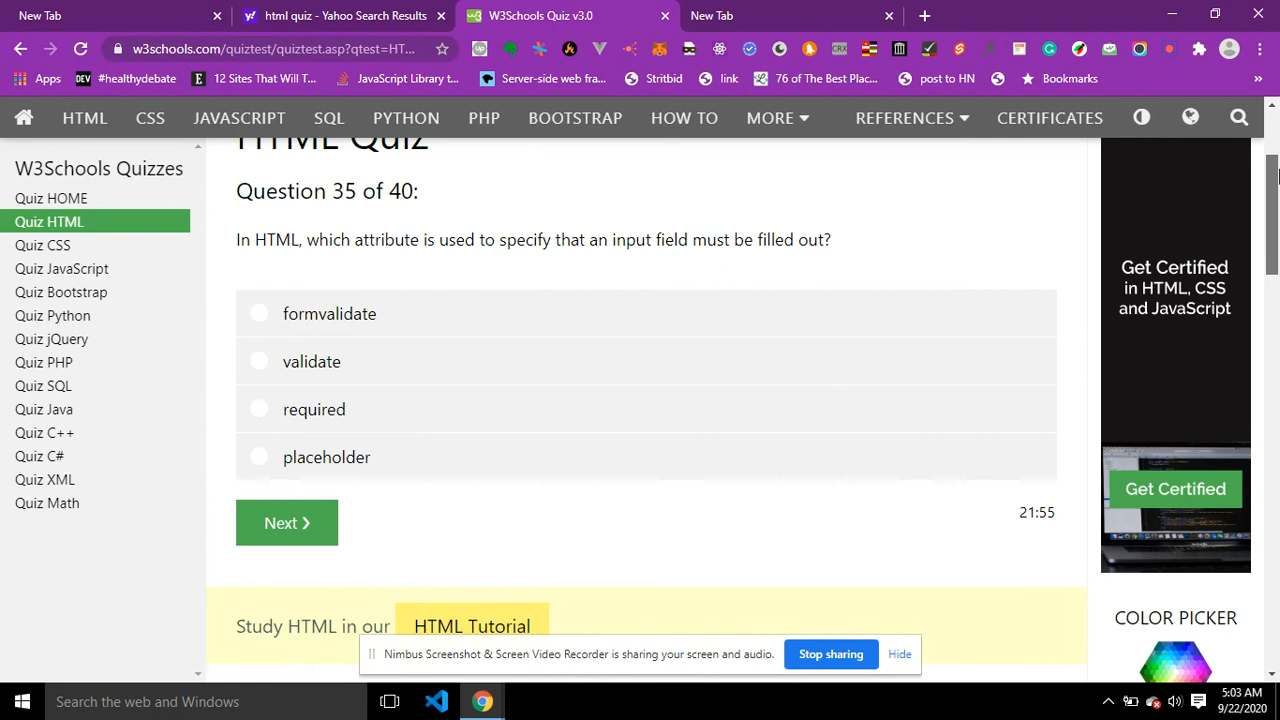 New Tab
html quiz - Yahoo Search Results
W3Schools Quiz v3.0
New Tab
w3schools.com/quiztest/quiztest.asp?qtest=HT...
Apps
#healthydebate
12 Sites That Will T...
JavaScript Library t...
Server-side web fra...
Stritbid
link
76 of The Best Plac...
post to HN
Bookmarks
»
HTML CSS JAVASCRIPT SQL PYTHON PHP BOOTSTRAP HOW TO MORE REFERENCES CERTIFICATES
W3Schools Quizzes
Quiz HOME
Quiz HTML
Quiz CSS
Quiz JavaScript
Quiz Bootstrap
Quiz Python
Quiz jQuery
Quiz PHP
Quiz SQL
Quiz Java
Quiz C++
Quiz C#
Quiz XML
Quiz Math
HTML Quiz
Question 35 of 40:
In HTML, which attribute is used to specify that an input field must be filled out?
formvalidate
validate
required
placeholder
Next ❯
21:55
Study HTML in our HTML Tutorial
Get Certified
in HTML, CSS
and JavaScript
Get Certified
COLOR PICKER
Nimbus Screenshot & Screen Video Recorder is sharing your screen and audio. Stop sharing Hide
Search the web and Windows
5:03 AM
9/22/2020